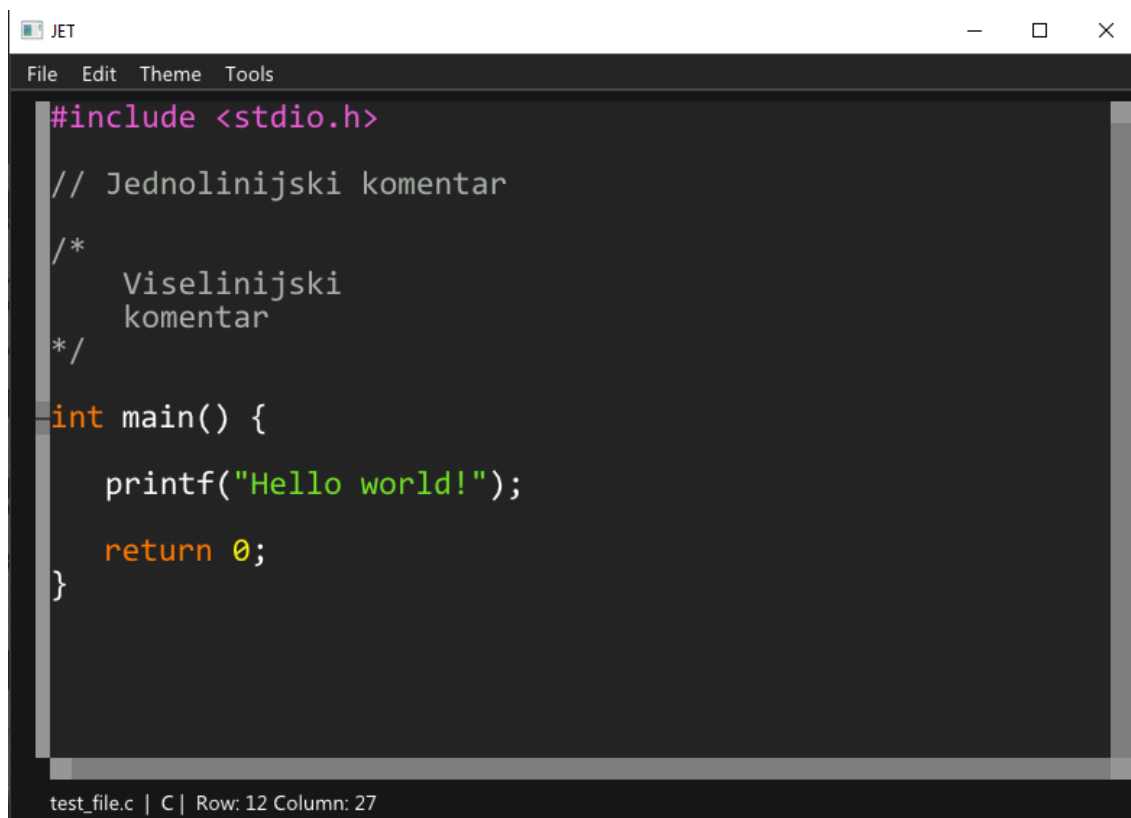 JET
File Edit Theme Tools
#include <stdio.h>
// Jednolinijski komentar
/*
Viselinijski
komentar
*/
int main() {
printf("Hello world!");
return 0;
}
test_file.c | C | Row: 12 Column: 27